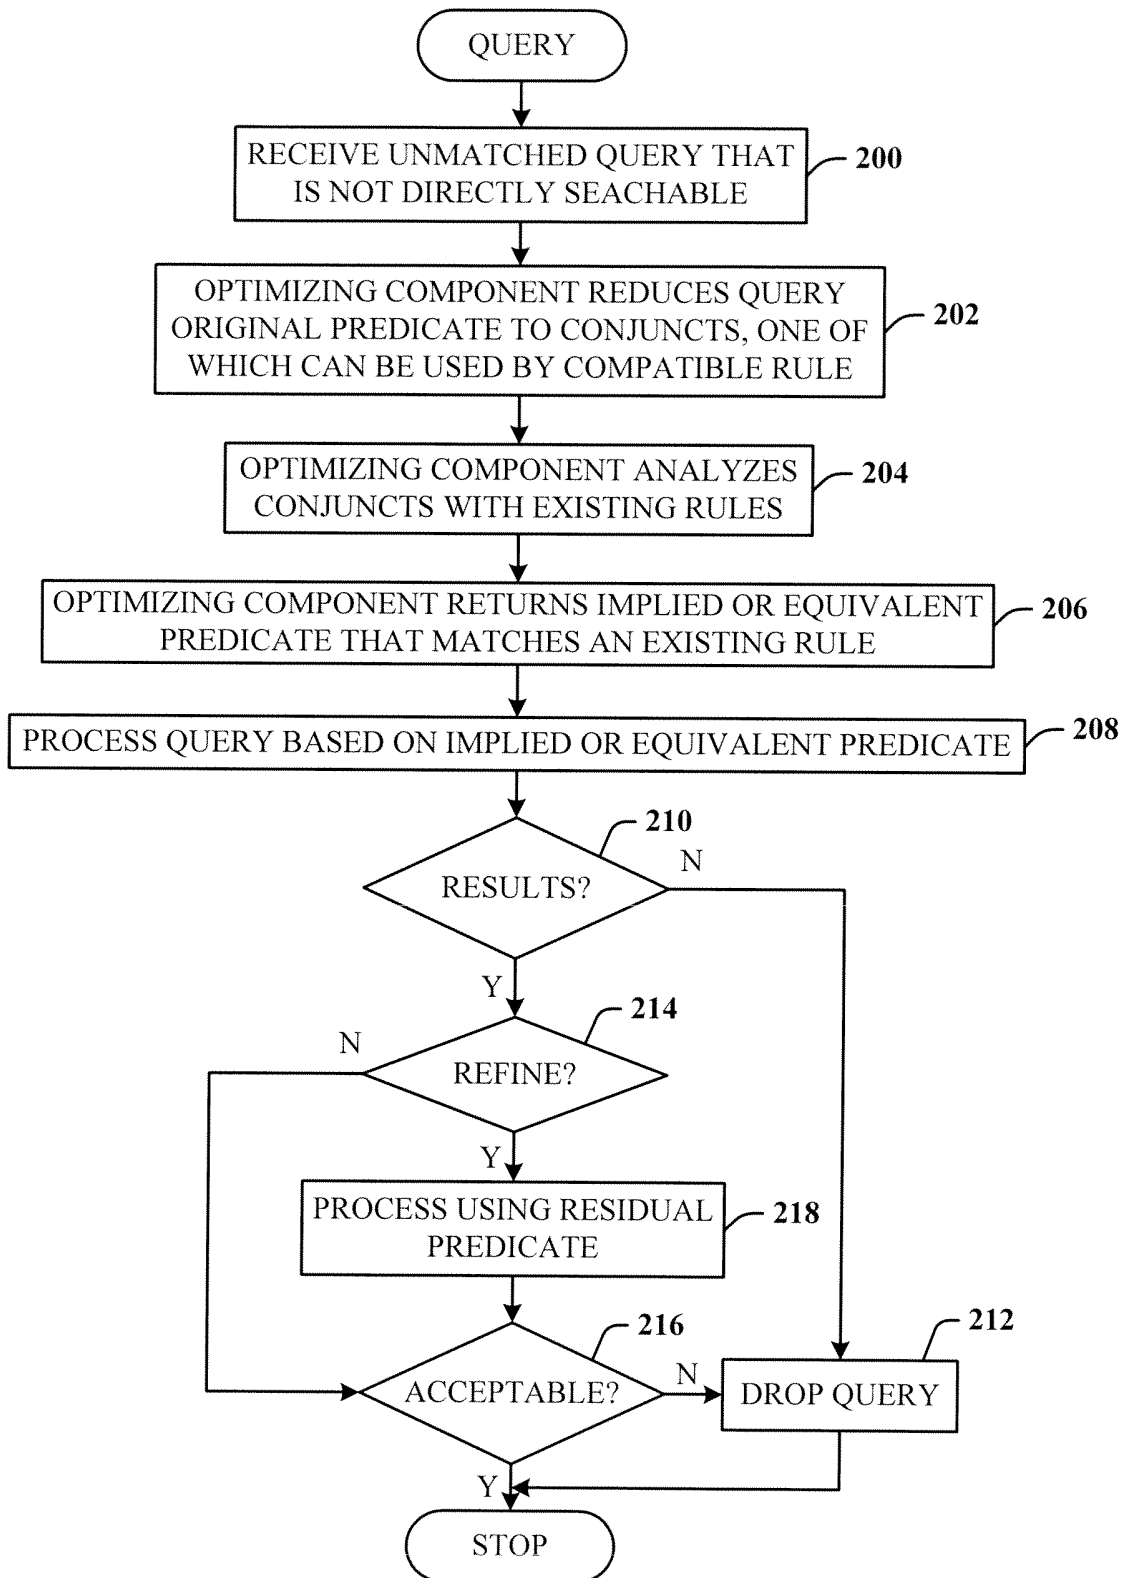 QUERY
RECEIVE UNMATCHED QUERY THAT
IS NOT DIRECTLY SEACHABLE
200
OPTIMIZING COMPONENT REDUCES QUERY
ORIGINAL PREDICATE TO CONJUCTS, ONE OF
WHICH CAN BE USED BY COMPATIBLE RULE
202
OPTIMIZING COMPONENT ANALYZES
CONJUNCTS WITH EXISTING RULES
204
OPTIMIZING COMPONENT RETURNS IMPLIED OR EQUIVALENT
PREDICATE THAT MATCHES AN EXISTING RULE
206
PROCESS QUERY BASED ON IMPLIED OR EQUIVALENT PREDICATE
208
210
RESULTS?
N
Y
214
N
REFINE?
Y
PROCESS USING RESIDUAL
PREDICATE
218
216
ACCEPTABLE?
N
212
DROP QUERY
Y
STOP